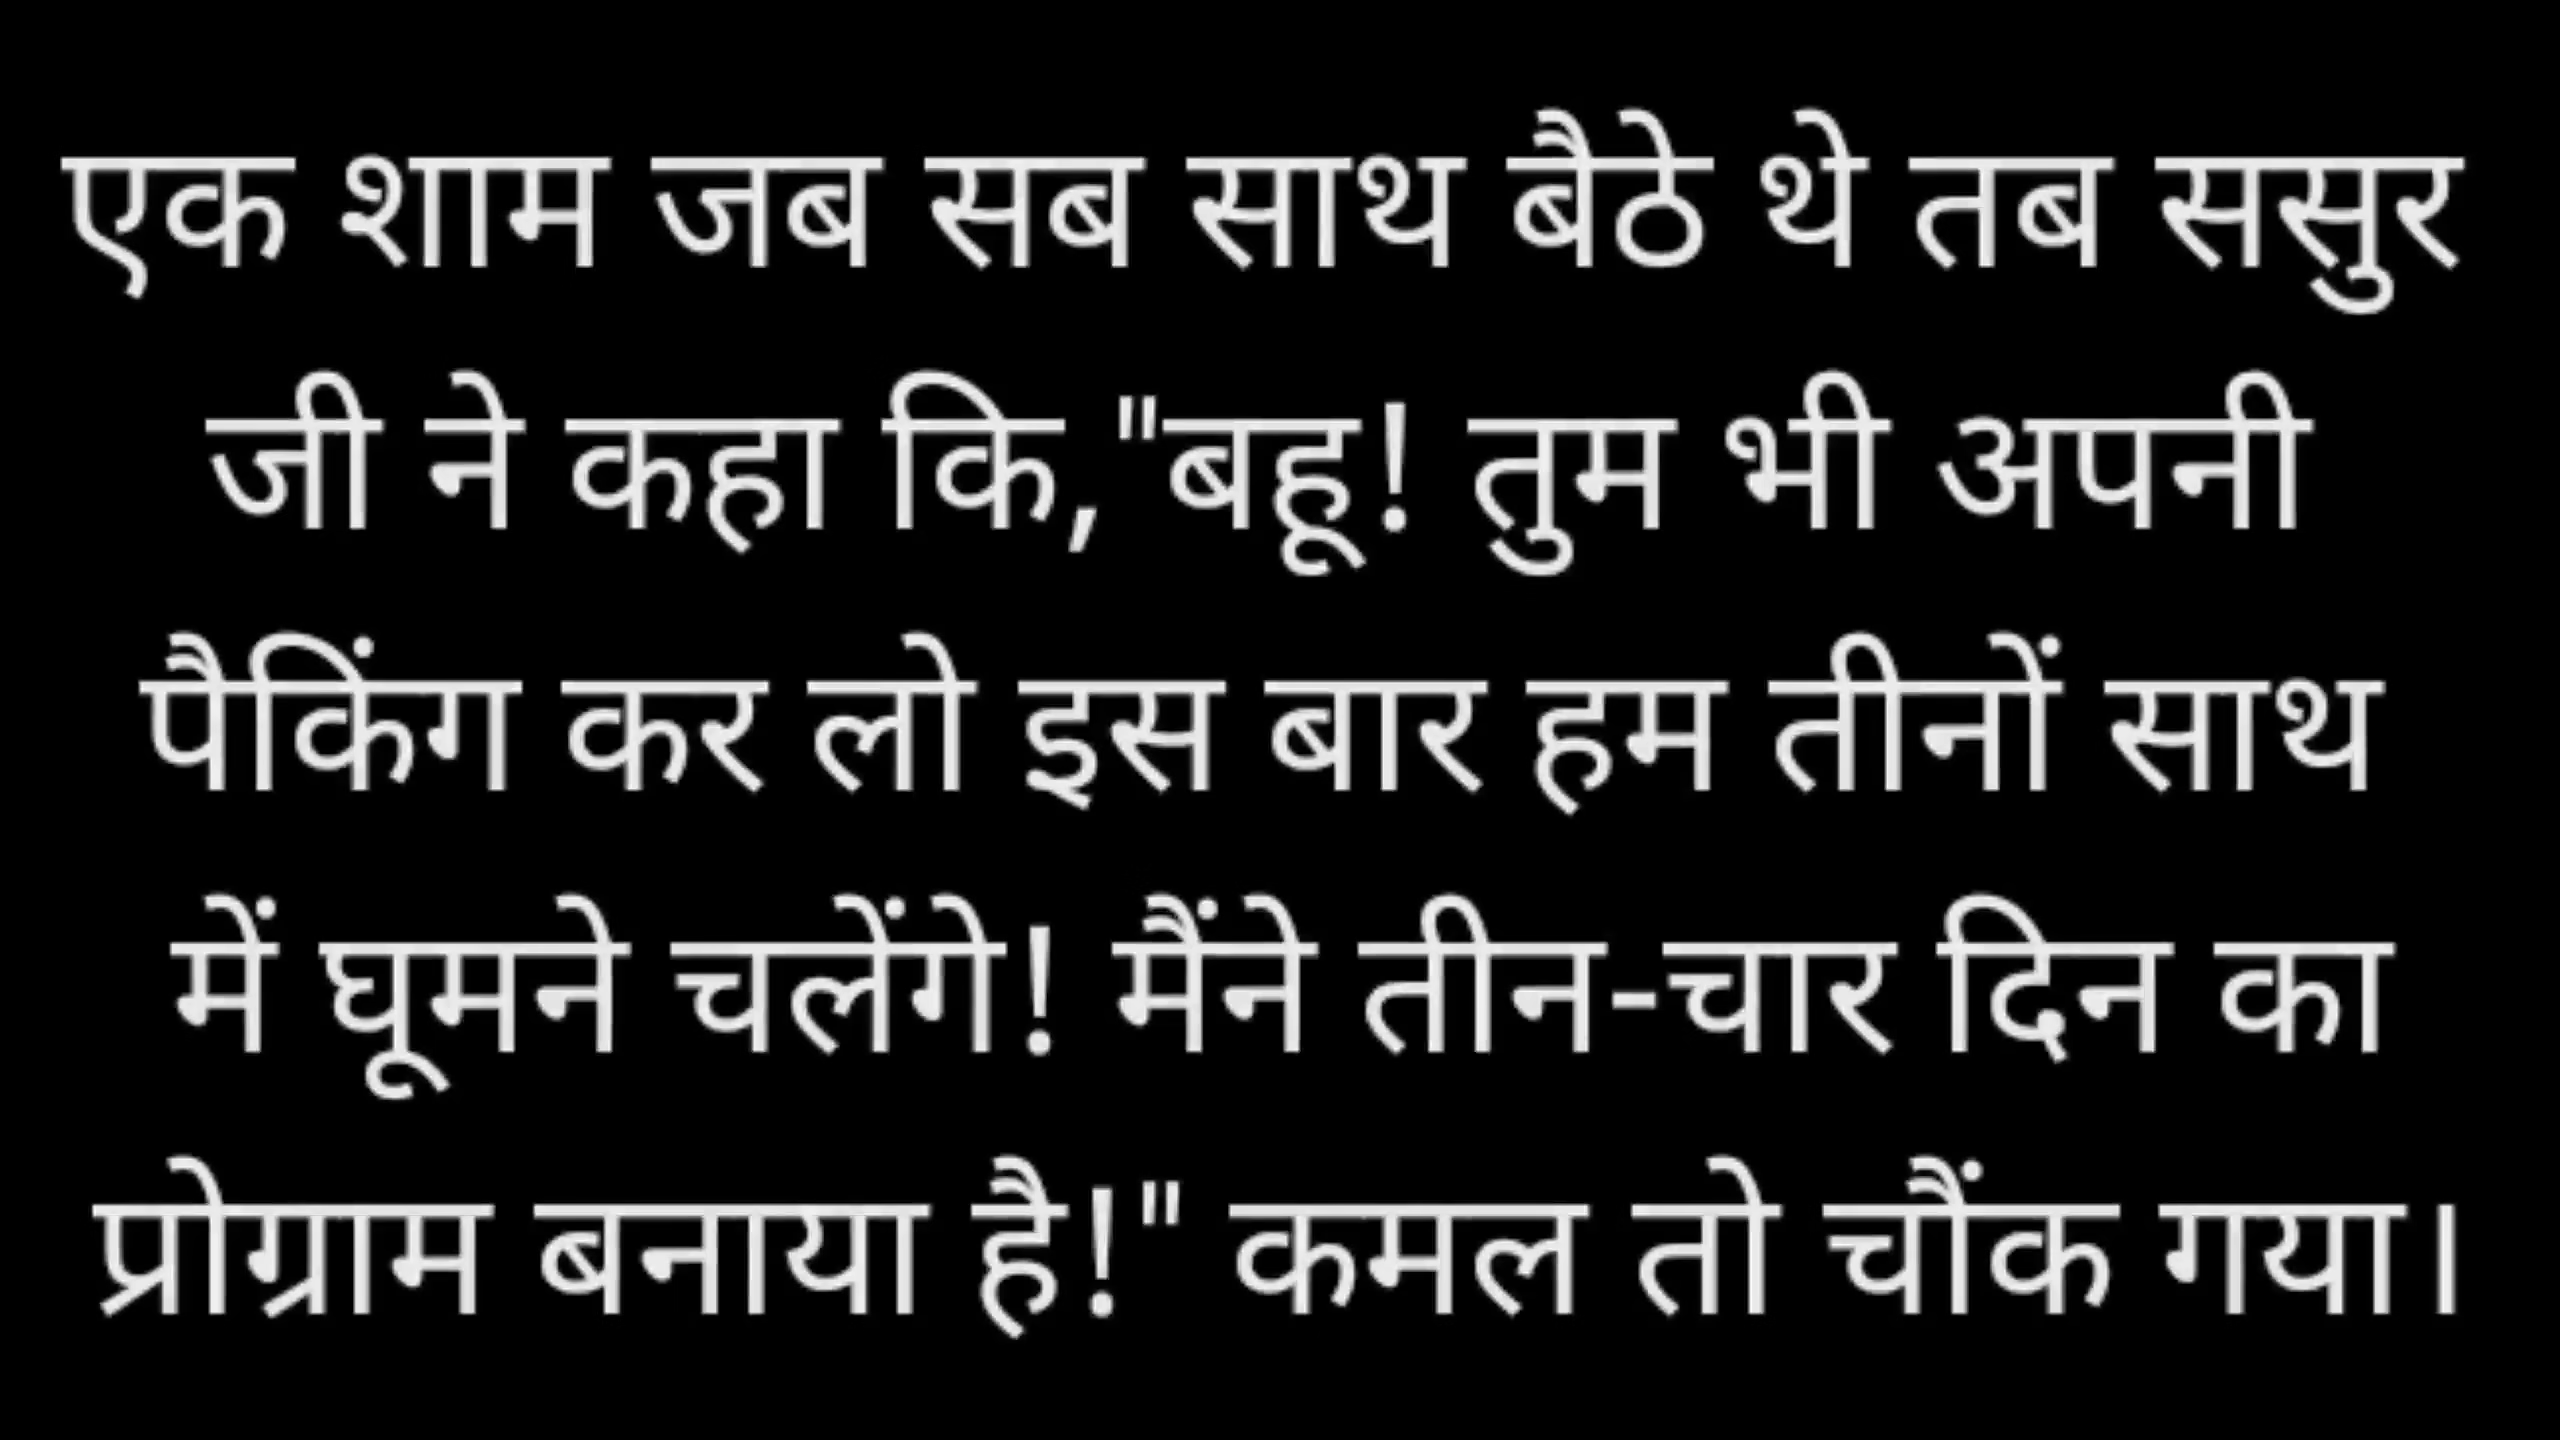 एक शाम जब सब साथ बैठे थे तब ससुर
जी ने कहा कि,"बहू! तुम भी अपनी
पैकिंग कर लो इस बार हम तीनों साथ
में घूमने चलेंगे! मैंने तीन-चार दिन का
प्रोग्राम बनाया है!" कमल तो चौंक गया।